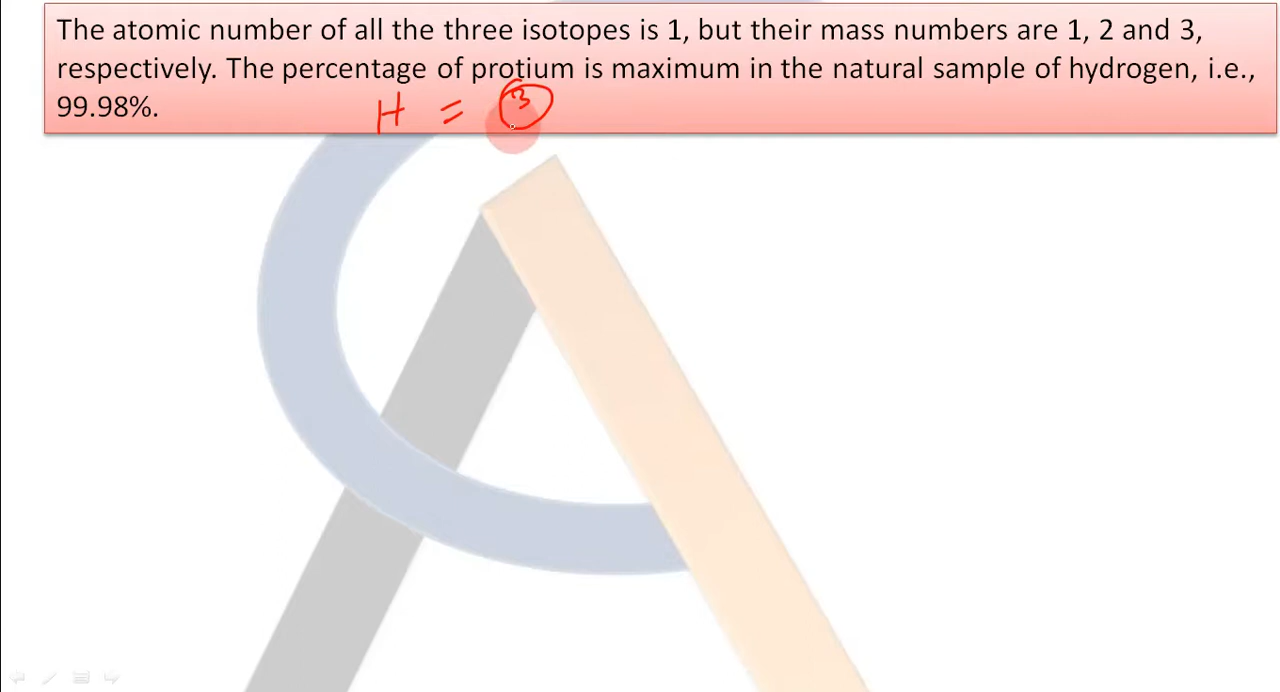 The atomic number of all the three isotopes is 1, but their mass numbers are 1, 2 and 3,
respectively. The percentage of protium is maximum in the natural sample of hydrogen, i.e.,
99.98%.
H = 3